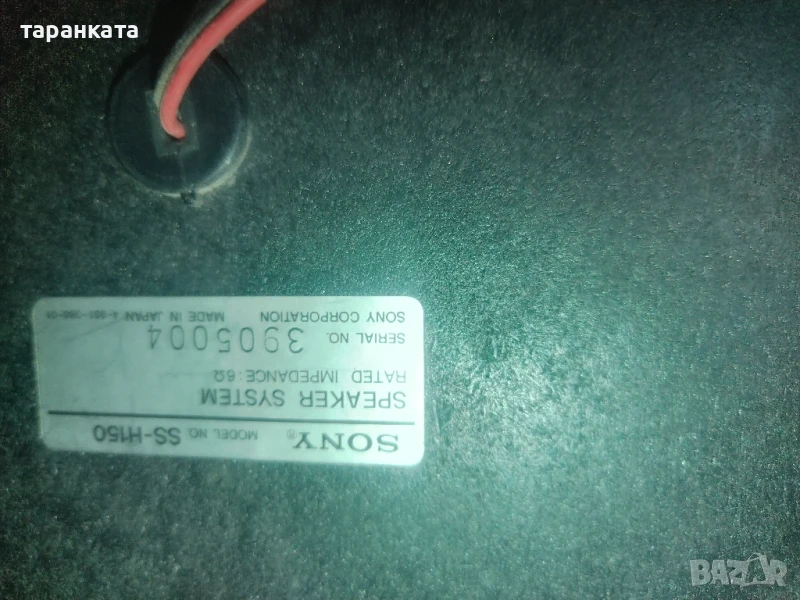 таранката
SONY® MODEL NO. SS-H150
SPEAKER SYSTEM
RATED IMPEDANCE:6Ω
SERIAL NO. 3905004
SONY CORPORATION MADE IN JAPAN
BAZAR